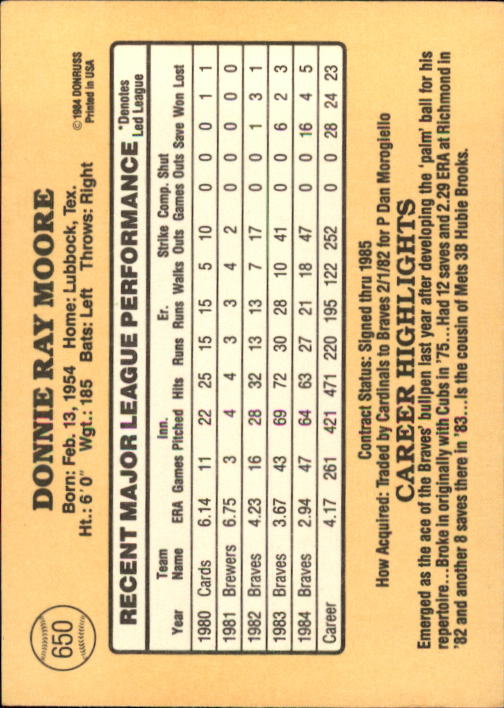 650
DONNIE RAY MOORE
© 1984 DONRUSS
Printed in USA
Born: Feb. 13, 1954 Home: Lubbock, Tex.
Ht.: 6'0" Wgt.: 185 Bats: Left Throws: Right
RECENT MAJOR LEAGUE PERFORMANCE *Denotes Led League
Year Team Name ERA Games Inn. Pitched Hits Runs Er. Runs Walks Strike Outs Comp. Games Shut Outs Save Won Lost
1980 Cards 6.14 11 22 25 15 15 5 10 0 0 0 1 1
1981 Brewers 6.75 3 4 4 3 3 4 2 0 0 0 0 0
1982 Braves 4.23 16 28 32 13 13 7 17 0 0 1 3 1
1983 Braves 3.67 43 69 72 30 28 10 41 0 0 6 2 3
1984 Braves 2.94 47 64 63 27 21 18 47 0 0 16 4 5
Career 4.17 261 421 471 220 195 122 252 0 0 28 24 23
Contract Status: Signed thru 1985
How Acquired: Traded by Cardinals to Braves 2/1/82 for P Dan Morogiello
CAREER HIGHLIGHTS
Emerged as the ace of the Braves' bullpen last year after developing the 'palm' ball for his
repertoire...Broke in originally with Cubs in '75...Had 12 saves and 2.29 ERA at Richmond in
'82 and another 8 saves there in '83...Is the cousin of Mets 3B Hubie Brooks.